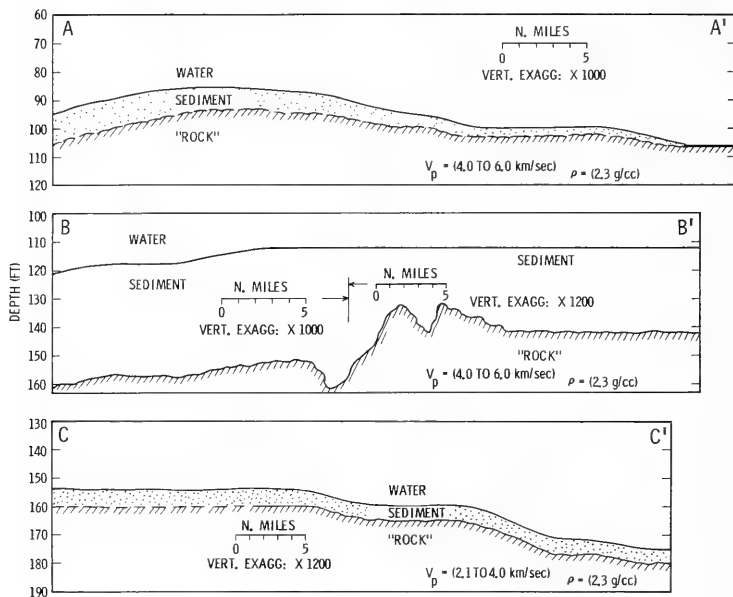 60
70
80
90
100
110
120
A
A'
N. MILES
0 5
VERT. EXAGG: X 1000
WATER
SEDIMENT
"ROCK"
Vp = (4.0 TO 6.0 km/sec) ρ = (2.3 g/cc)
DEPTH (FT)
100
110
120
130
140
150
160
B
B'
WATER
SEDIMENT
SEDIMENT
N. MILES
0 5
VERT. EXAGG: X 1000
N. MILES
0 5
VERT. EXAGG: X 1200
"ROCK"
Vp = (4.0 TO 6.0 km/sec) ρ = (2.3 g/cc)
130
140
150
160
170
180
190
C
C'
WATER
SEDIMENT
"ROCK"
N. MILES
0 5
VERT. EXAGG: X 1200
Vp = (2.1 TO 4.0 km/sec) ρ = (2.3 g/cc)